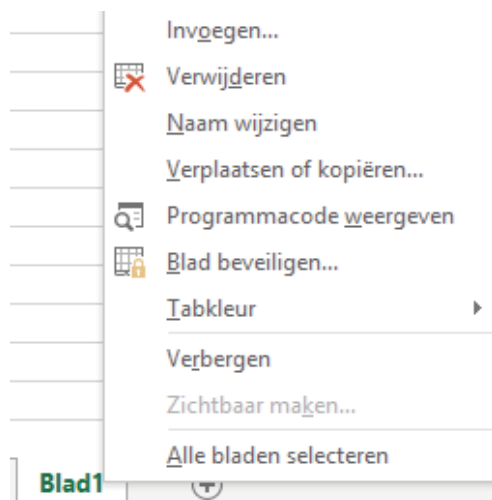 Invoegen...
Verwijderen
Naam wijzigen
Verplaatsen of kopiëren...
Programmacode weergeven
Blad beveiligen...
Tabkleur
Verbergen
Zichtbaar maken...
Alle bladen selecteren
Blad1